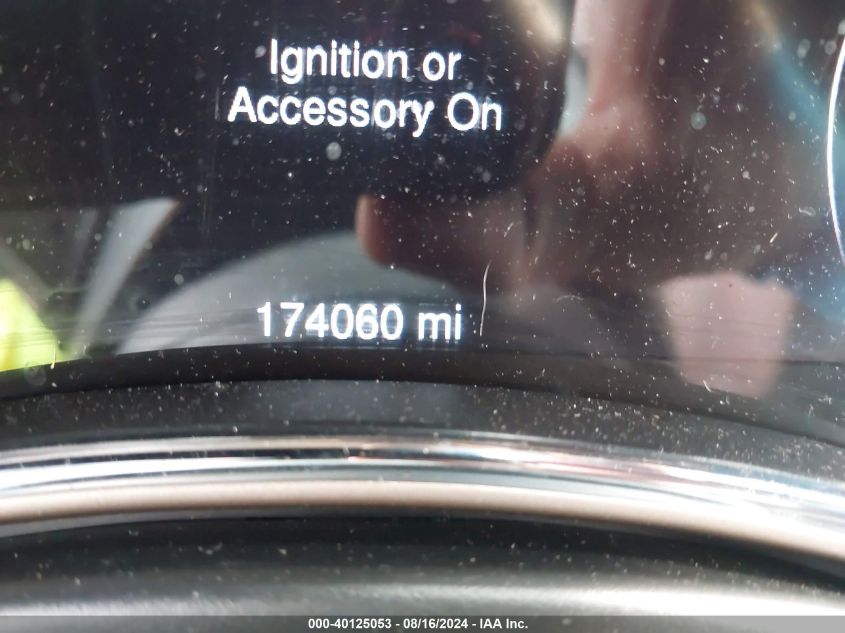 Ignition or
Accessory On
174060 mi
000-40125053 - 08/16/2024 - IAA Inc.